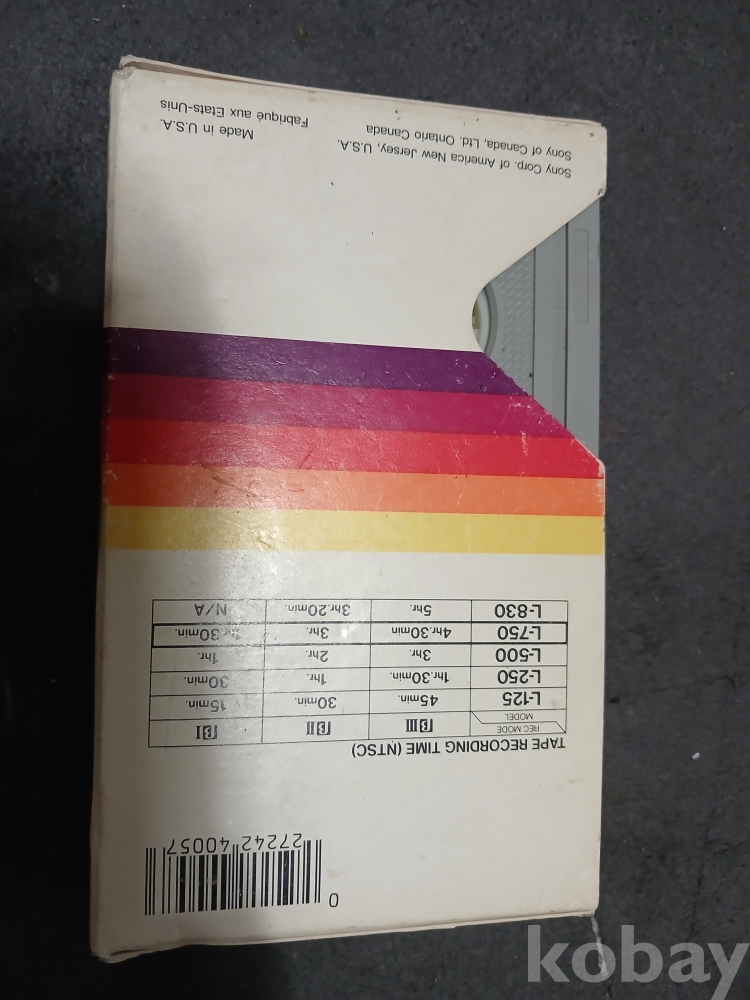 0 27242 40057
TAPE RECORDING TIME (NTSC)
REC MODE
MODEL
βIII βII βI
L-125 45min. 30min. 15min.
L-250 1hr.30min. 1hr. 30min.
L-500 3hr. 2hr. 1hr.
L-750 4hr.30min 3hr. 1hr.30min.
L-830 5hr. 3hr.20min. N/A
Sony Corp. of America New Jersey, U.S.A.
Sony of Canada, Ltd. Ontario Canada
Made in U.S.A.
Fabriqué aux Etats-Unis
kobay